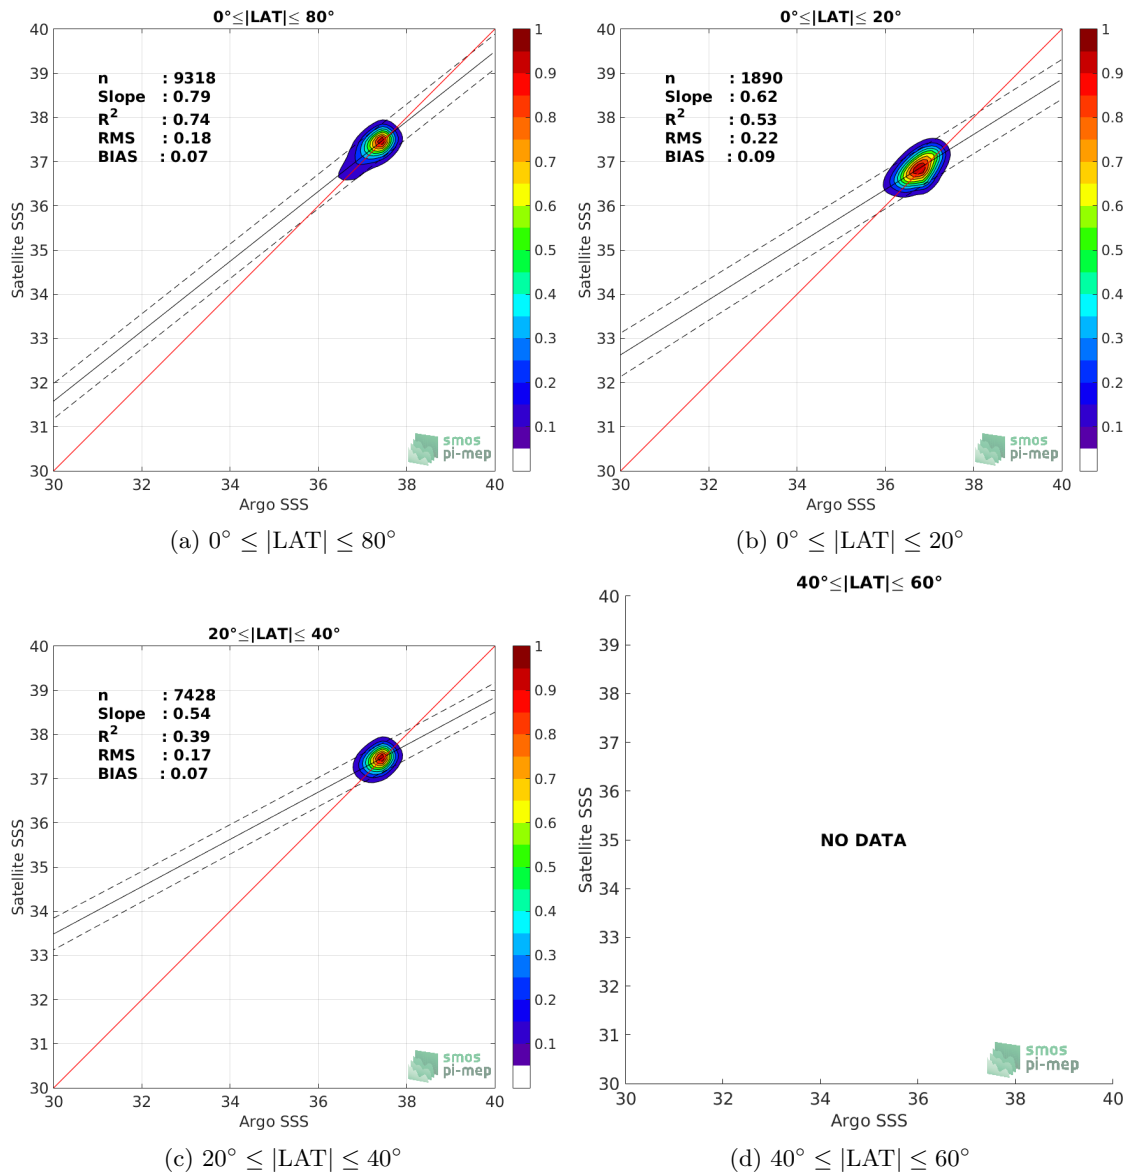 0°≤|LAT|≤ 80°
n : 9318
Slope : 0.79
R² : 0.74
RMS : 0.18
BIAS : 0.07
Satellite SSS
40
39
38
37
36
35
34
33
32
31
30
30 32 34 36 38 40
Argo SSS
1
0.9
0.8
0.7
0.6
0.5
0.4
0.3
0.2
0.1
smos
pi-mep
(a) 0° ≤ |LAT| ≤ 80°
0°≤|LAT|≤ 20°
n : 1890
Slope : 0.62
R² : 0.53
RMS : 0.22
BIAS : 0.09
Satellite SSS
40
39
38
37
36
35
34
33
32
31
30
30 32 34 36 38 40
Argo SSS
1
0.9
0.8
0.7
0.6
0.5
0.4
0.3
0.2
0.1
smos
pi-mep
(b) 0° ≤ |LAT| ≤ 20°
20°≤|LAT|≤ 40°
n : 7428
Slope : 0.54
R² : 0.39
RMS : 0.17
BIAS : 0.07
Satellite SSS
40
39
38
37
36
35
34
33
32
31
30
30 32 34 36 38 40
Argo SSS
1
0.9
0.8
0.7
0.6
0.5
0.4
0.3
0.2
0.1
smos
pi-mep
(c) 20° ≤ |LAT| ≤ 40°
40°≤|LAT|≤ 60°
Satellite SSS
40
39
38
37
36
35
34
33
32
31
30
NO DATA
30 32 34 36 38 40
Argo SSS
smos
pi-mep
(d) 40° ≤ |LAT| ≤ 60°